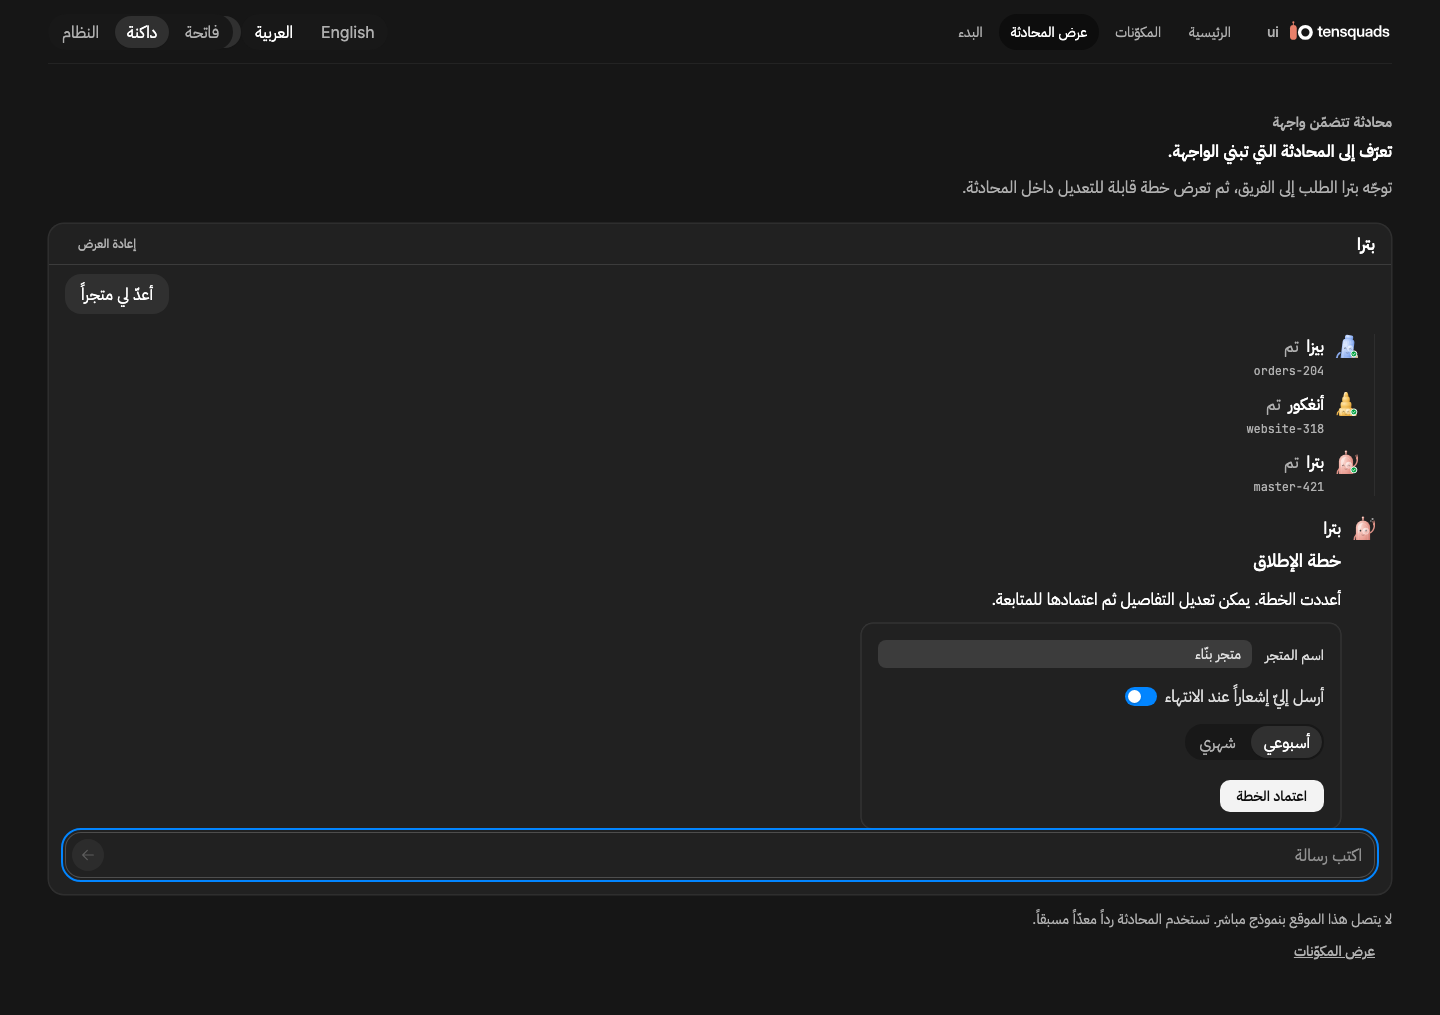 tensquads ui
الرئيسية
المكوّنات
عرض المحادثة
البدء
English
العربية
فاتحة
داكنة
النظام
محادثة تتضمّن واجهة
تعرّف إلى المحادثة التي تبني الواجهة.
توجّه بترا الطلب إلى الفريق، ثم تعرض خطة قابلة للتعديل داخل المحادثة.
بترا
إعادة العرض
أعدّ لي متجراً
بيزا تم
orders-204
أنغكور تم
website-318
بترا تم
master-421
بترا
خطة الإطلاق
أعددت الخطة. يمكن تعديل التفاصيل ثم اعتمادها للمتابعة.
اسم المتجر
متجر بنّاء
أرسل إليّ إشعاراً عند الانتهاء
أسبوعي
شهري
اعتماد الخطة
اكتب رسالة
لا يتصل هذا الموقع بنموذج مباشر. تستخدم المحادثة رداً معدّاً مسبقاً.
عرض المكوّنات